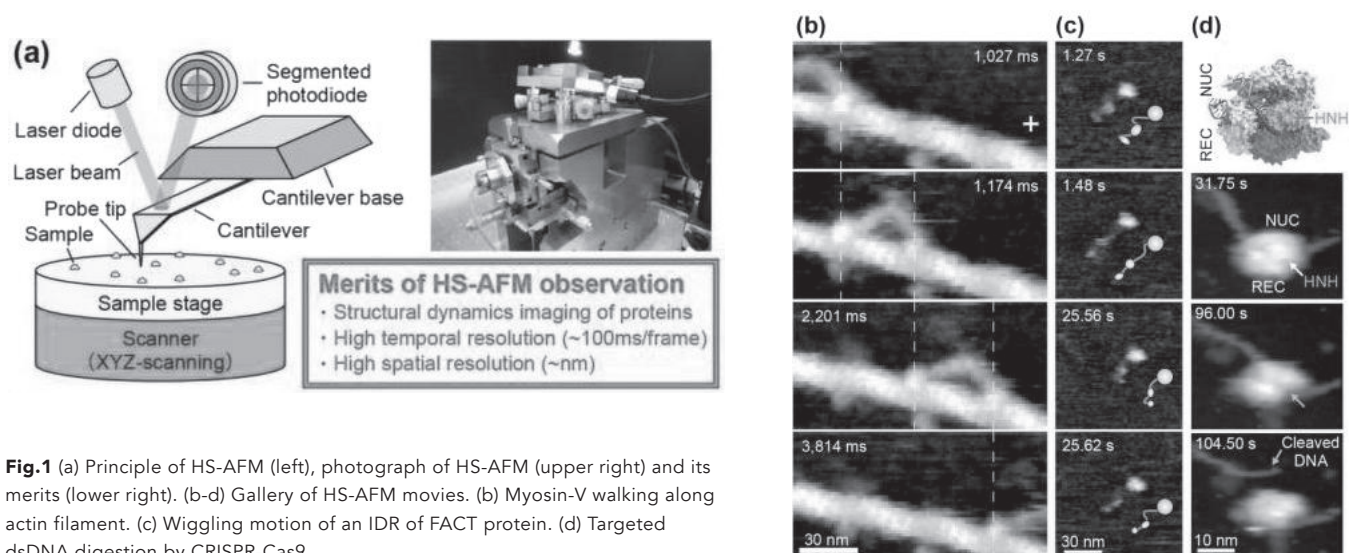 (a)
Laser diode
Laser beam
Probe tip
Sample
Segmented
photodiode
Cantilever base
Cantilever
Sample stage
Scanner
(XYZ-scanning)
Merits of HS-AFM observation
· Structural dynamics imaging of proteins
· High temporal resolution (~100ms/frame)
· High spatial resolution (~nm)
(b)
1,027 ms
+
1,174 ms
2,201 ms
3,814 ms
30 nm
(c)
1.27 s
1.48 s
25.56 s
25.62 s
30 nm
(d)
NUC
REC
HNH
31.75 s
NUC
HNH
REC
96.00 s
104.50 s
Cleaved
DNA
10 nm
Fig.1 (a) Principle of HS-AFM (left), photograph of HS-AFM (upper right) and its
merits (lower right). (b-d) Gallery of HS-AFM movies. (b) Myosin-V walking along
actin filament. (c) Wiggling motion of an IDR of FACT protein. (d) Targeted
dsDNA digestion by CRISPR-Cas9